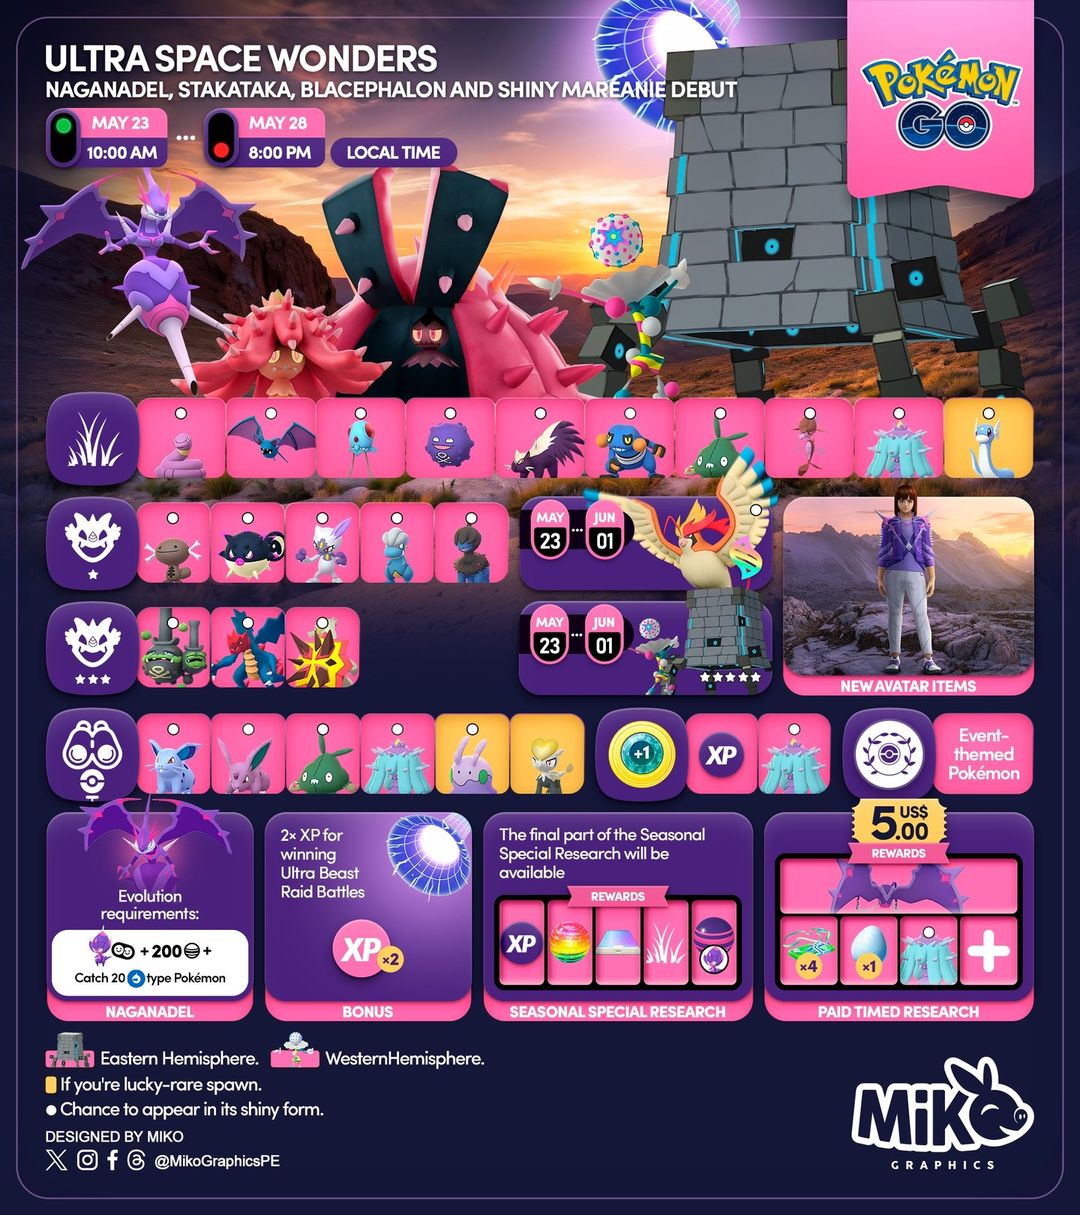 ULTRA SPACE WONDERS
NAGANADEL, STAKATAKA, BLACEPHALON AND SHINY MAREANIE DEBUT
POKéMON
GO
MAY 23
10:00 AM
...
MAY 28
8:00 PM
LOCAL TIME
MAY
23
...
JUN
01
MAY
23
...
JUN
01
NEW AVATAR ITEMS
+1
XP
Event-
themed
Pokémon
Evolution
requirements:
+ 200 +
Catch 20 type Pokémon
NAGANADEL
2× XP for
winning
Ultra Beast
Raid Battles
XP
×2
BONUS
The final part of the Seasonal
Special Research will be
available
REWARDS
XP
SEASONAL SPECIAL RESEARCH
5.00 US$
REWARDS
×4
×1
PAID TIMED RESEARCH
Eastern Hemisphere. WesternHemisphere.
If you're lucky-rare spawn.
Chance to appear in its shiny form.
DESIGNED BY MIKO
@MikoGraphicsPE
MiKO
GRAPHICS